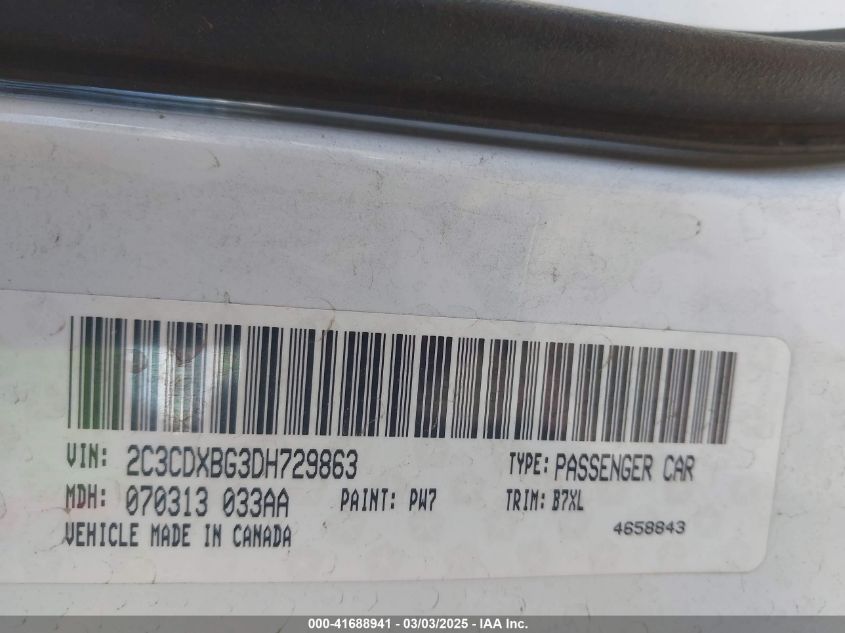 VIN: 2C3CDXBG3DH729863 TYPE: PASSENGER CAR
MDH: 070313 033AA PAINT: PW7 TRIM: B7XL
VEHICLE MADE IN CANADA 4658843
000-41688941 - 03/03/2025 - IAA Inc.